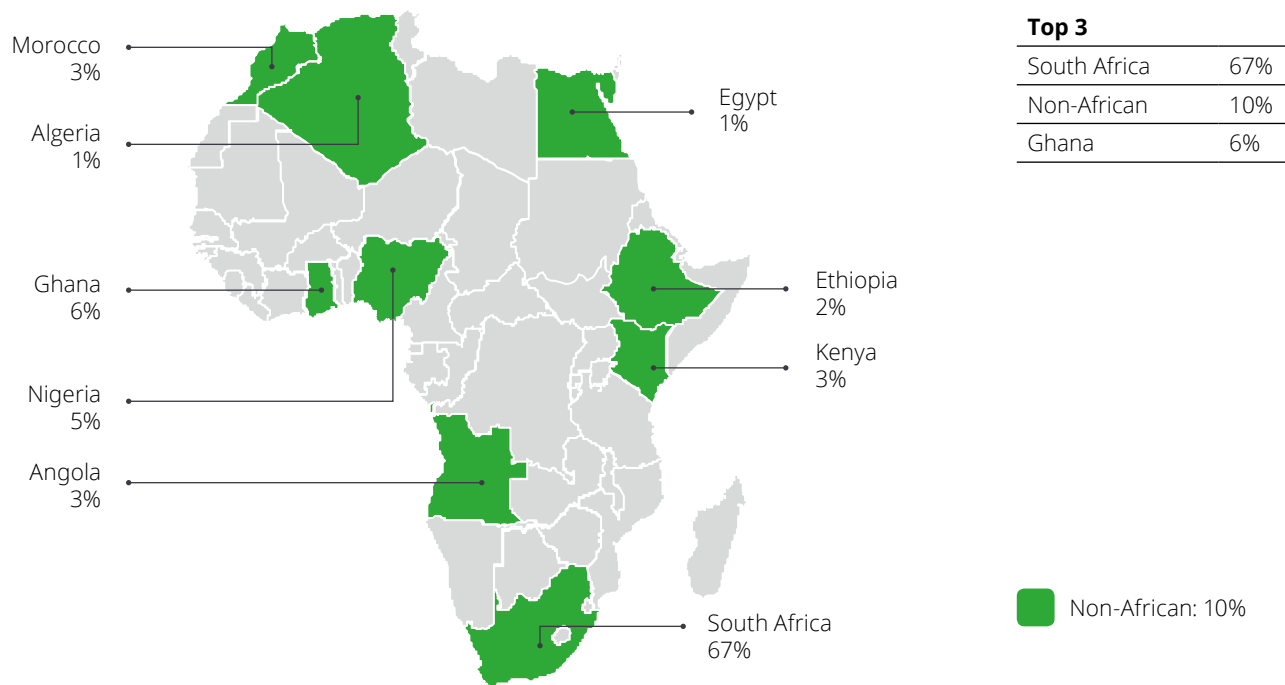 Morocco
3%
Algeria
1%
Ghana
6%
Nigeria
5%
Angola
3%
Egypt
1%
Ethiopia
2%
Kenya
3%
South Africa
67%
Top 3
South Africa 67%
Non-African 10%
Ghana 6%
Non-African: 10%